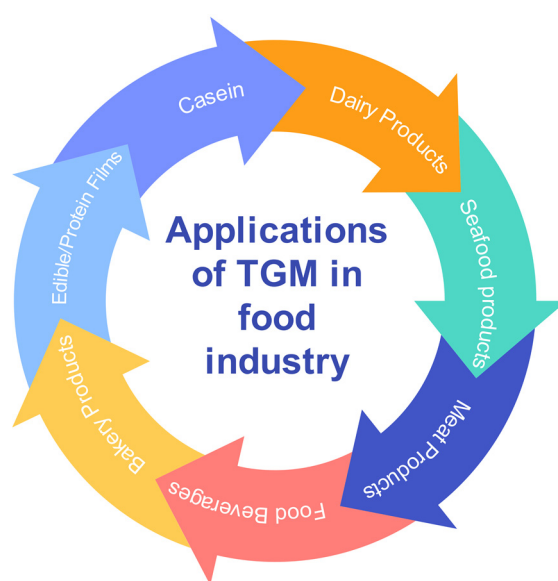 Applications
of TGM in
food
industry
Casein
Dairy Products
Seafood products
Meat Products
Food Beverages
Bakery Products
Edible/Protein Films